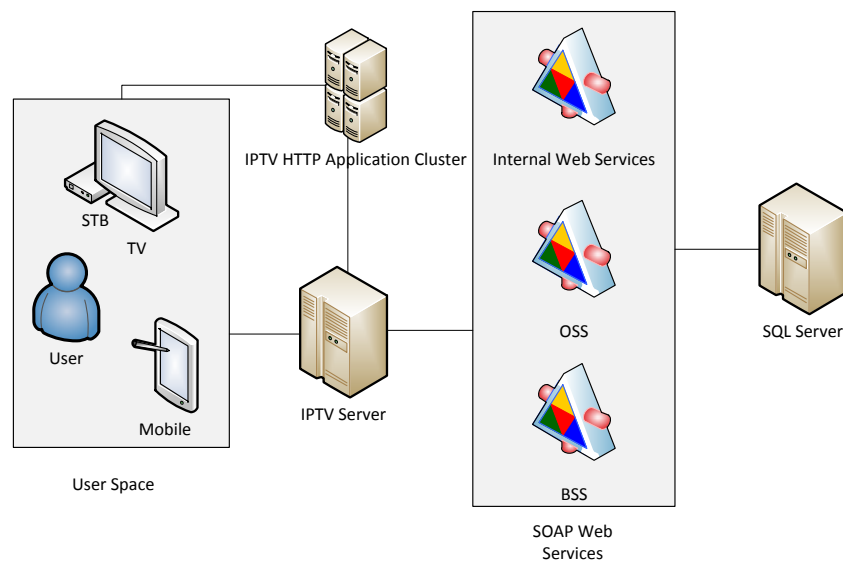 IPTV HTTP Application Cluster
Internal Web Services
STB
TV
OSS
SQL Server
User
IPTV Server
Mobile
User Space
BSS
SOAP Web
Services